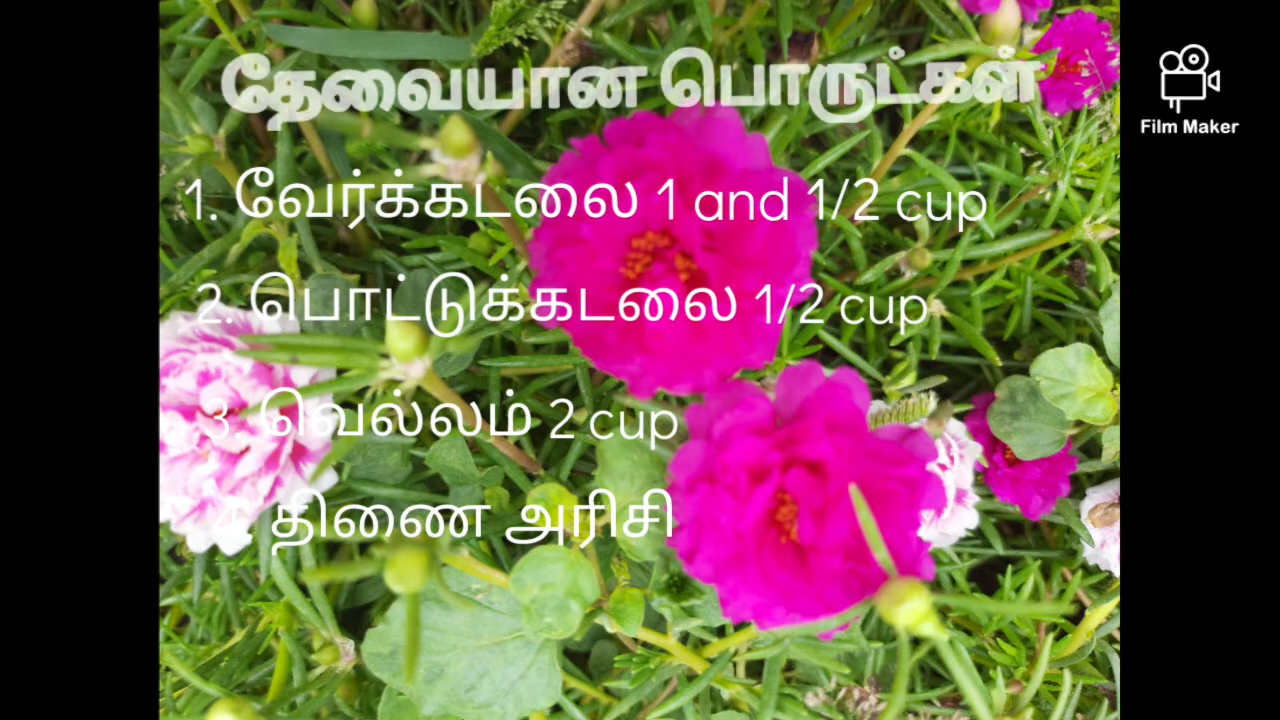 தேவையான பொருட்கள்
1. வேர்க்கடலை 1 and 1/2 cup
2. பொட்டுக்கடலை 1/2 cup
3. வெல்லம் 2 cup
4. திணை அரிசி
Film Maker